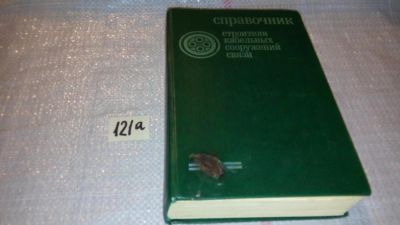 справочник
строителя
кабельных
сооружений
связи
121а